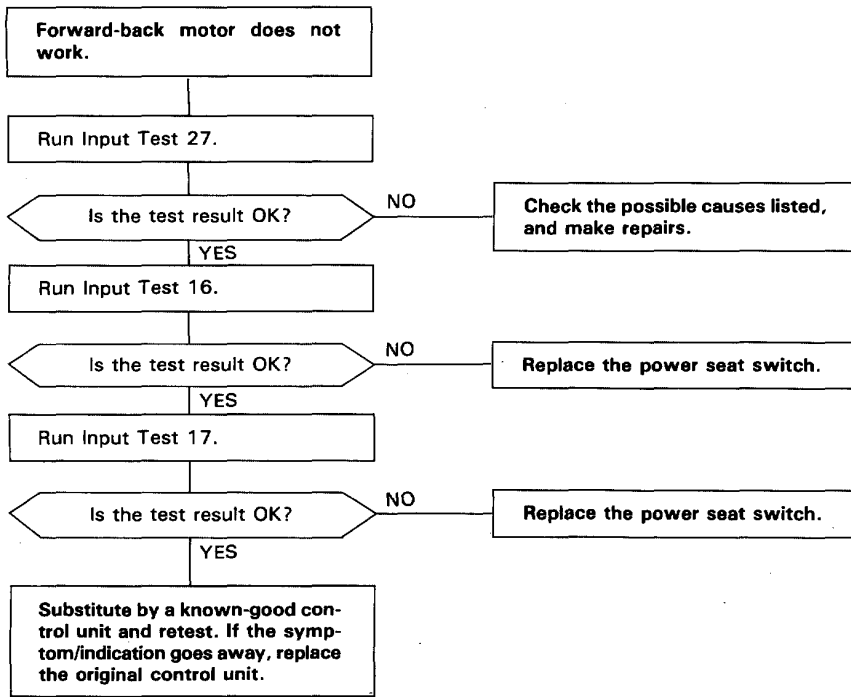 Forward-back motor does not
work.
Run Input Test 27.
Is the test result OK?
NO
Check the possible causes listed,
and make repairs.
YES
Run Input Test 16.
Is the test result OK?
NO
Replace the power seat switch.
YES
Run Input Test 17.
Is the test result OK?
NO
Replace the power seat switch.
YES
Substitute by a known-good con-
trol unit and retest. If the symp-
tom/indication goes away, replace
the original control unit.